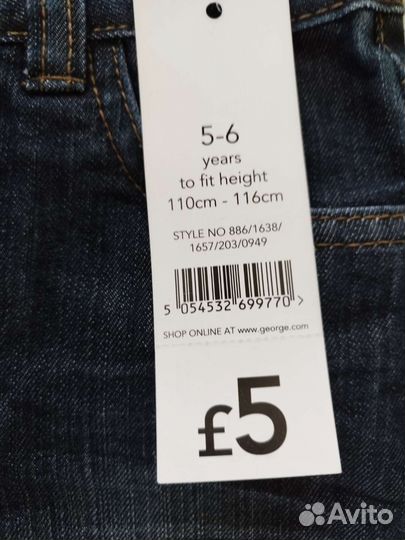 5-6
years
to fit height
110cm - 116cm
STYLE NO 886/1638/
1657/203/0949
5 054532 699770 >
SHOP ONLINE AT www.george.com
£5
Avito